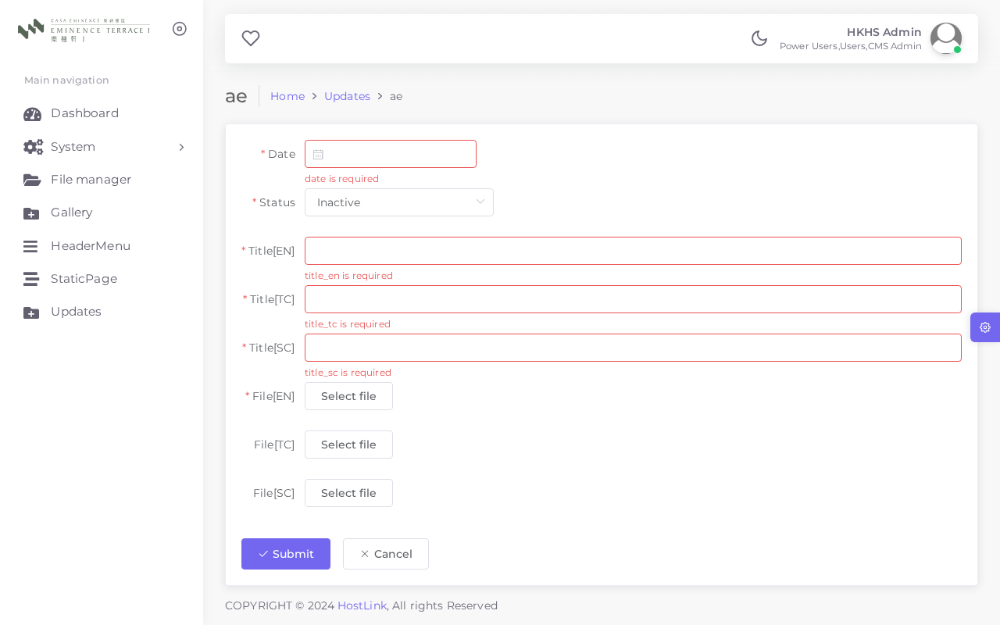 CASA EMINENCE
EMINENCE TERRACE I
Main navigation
Dashboard
System
File manager
Gallery
HeaderMenu
StaticPage
Updates
HKHS Admin
Power Users,Users,CMS Admin
ae
Home > Updates > ae
* Date
date is required
* Status Inactive
* Title[EN]
title_en is required
* Title[TC]
title_tc is required
* Title[SC]
title_sc is required
* File[EN] Select file
File[TC] Select file
File[SC] Select file
Submit Cancel
COPYRIGHT © 2024 HostLink, All rights Reserved